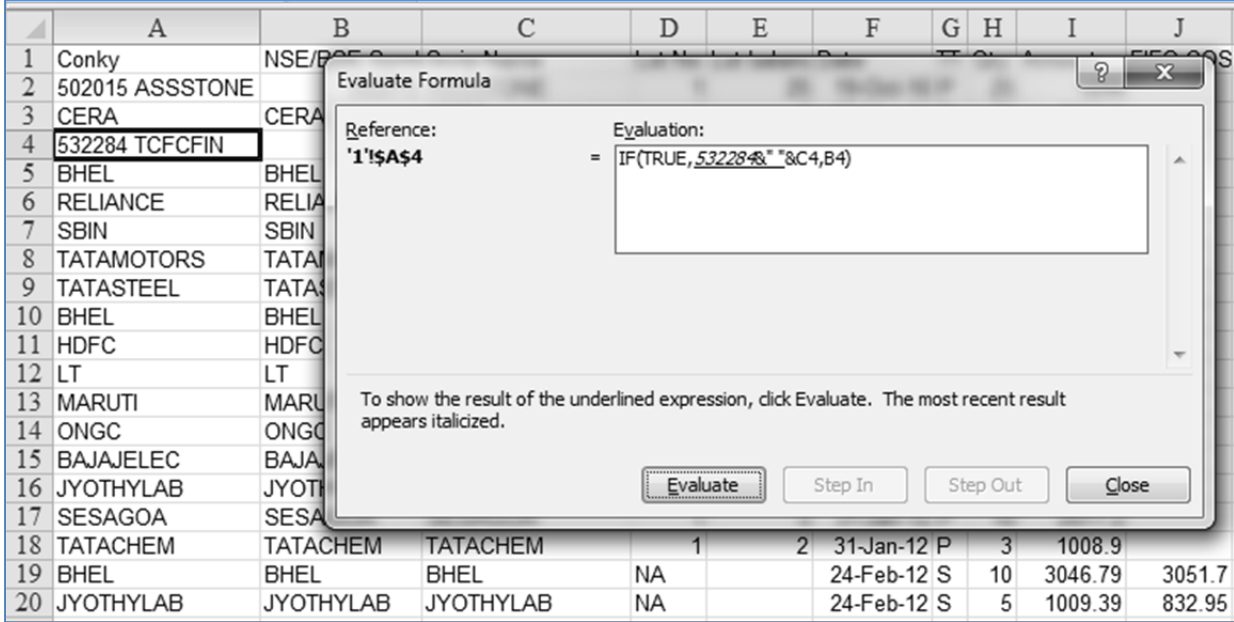 A B C D E F G H I J
1 Conky
2 502015 ASSSTONE
3 CERA CERA
4 532284 TCFCFIN
5 BHEL BHEL
6 RELIANCE RELIA
7 SBIN SBIN
8 TATAMOTORS
9 TATASTEEL
10 BHEL BHEL
11 HDFC HDFC
12 LT LT
13 MARUTI MARU
14 ONGC ONGC
15 BAJAJELEC BAJAJ
16 JYOTHYLAB JYOTH
17 SESAGOA SESA
18 TATACHEM TATACHEM TATACHEM 1 2 31-Jan-12 P 3 1008.9
19 BHEL BHEL BHEL NA 24-Feb-12 S 10 3046.79 3051.7
20 JYOTHYLAB JYOTHYLAB JYOTHYLAB NA 24-Feb-12 S 5 1009.39 832.95
Evaluate Formula
Reference: Evaluation:
'1'!$A$4 = IF(TRUE,532284&" "&C4,B4)
To show the result of the underlined expression, click Evaluate. The most recent result
appears italicized.
Evaluate Step In Step Out Close